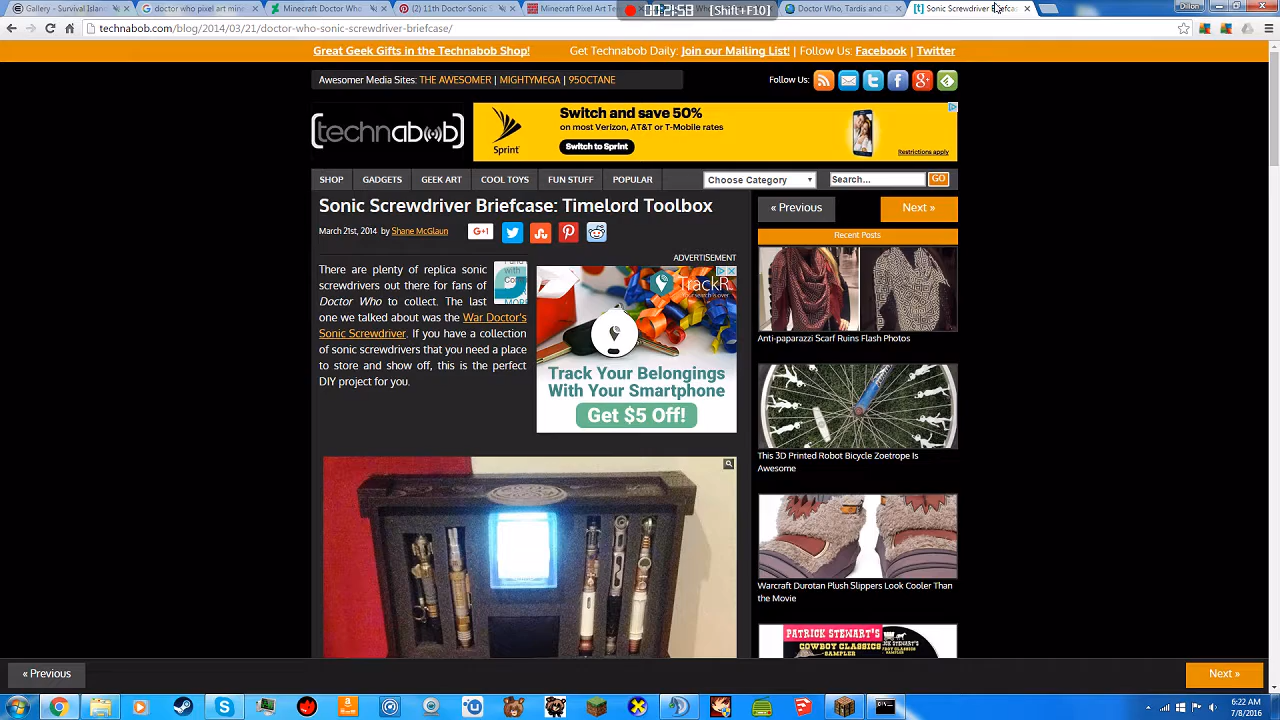 Gallery - Survival Island
doctor who pixel art mine
Minecraft Doctor Who
(2) 11th Doctor Sonic
Minecraft Pixel Art Te
Doctor Who, Tardis and D
Sonic Screwdriver Briefcas
Dillon
00:21:58 [Shift+F10]
technabob.com/blog/2014/03/21/doctor-who-sonic-screwdriver-briefcase/
Great Geek Gifts in the Technabob Shop! Get Technabob Daily: Join our Mailing List! | Follow Us: Facebook | Twitter
Awesomer Media Sites: THE AWESOMER | MIGHTYMEGA | 95OCTANE
Follow Us:
[technabob]
Sprint
Switch and save 50%
on most Verizon, AT&T or T-Mobile rates
Switch to Sprint
Restrictions apply
SHOP GADGETS GEEK ART COOL TOYS FUN STUFF POPULAR Choose Category Search... GO
Sonic Screwdriver Briefcase: Timelord Toolbox
March 21st, 2014 by Shane McGlaun
G+1
There are plenty of replica sonic
screwdrivers out there for fans of
Doctor Who to collect. The last
one we talked about was the War Doctor's
Sonic Screwdriver. If you have a collection
of sonic screwdrivers that you need a place
to store and show off, this is the perfect
DIY project for you.
ADVERTISEMENT
TrackR
Track Your Belongings
With Your Smartphone
Get $5 Off!
« Previous
Next »
Recent Posts
Anti-paparazzi Scarf Ruins Flash Photos
This 3D Printed Robot Bicycle Zoetrope Is
Awesome
Warcraft Durotan Plush Slippers Look Cooler Than
the Movie
PATRICK STEWART'S
COWBOY CLASSICS
SAMPLER
« Previous
Next »
6:22 AM
7/8/2016